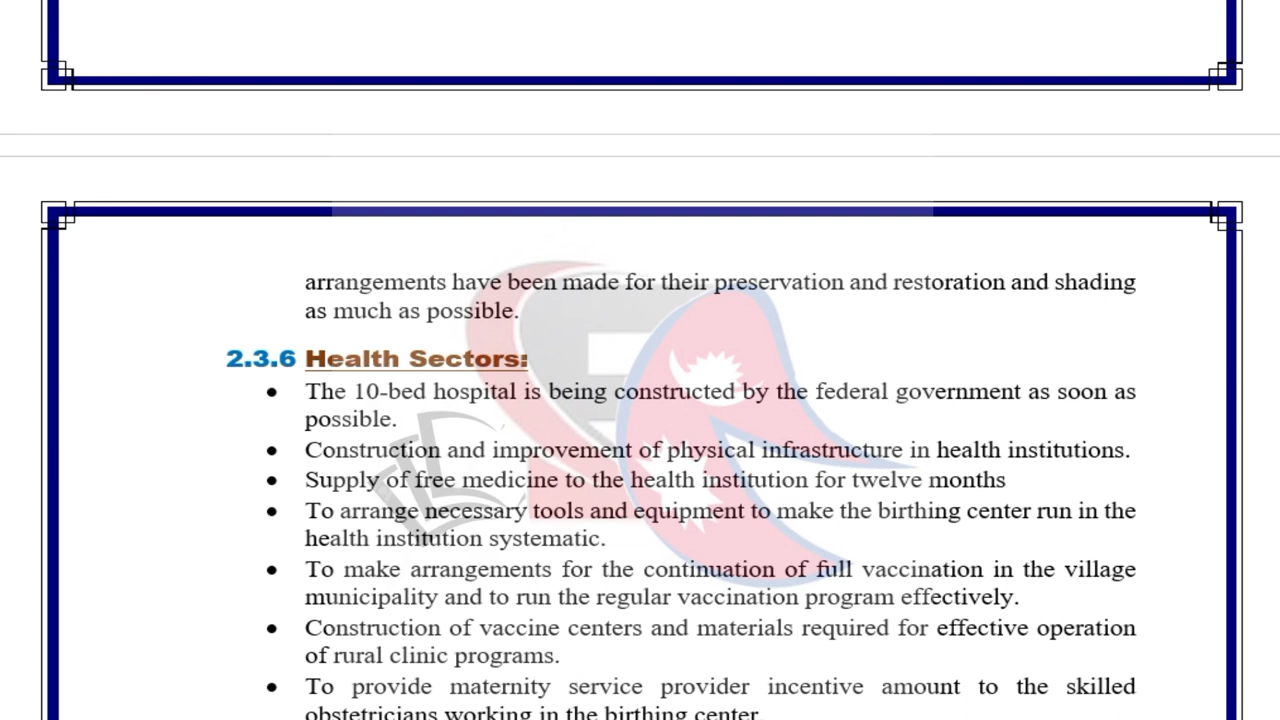 arrangements have been made for their preservation and restoration and shading
as much as possible.
2.3.6 Health Sectors:
• The 10-bed hospital is being constructed by the federal government as soon as
possible.
• Construction and improvement of physical infrastructure in health institutions.
• Supply of free medicine to the health institution for twelve months
• To arrange necessary tools and equipment to make the birthing center run in the
health institution systematic.
• To make arrangements for the continuation of full vaccination in the village
municipality and to run the regular vaccination program effectively.
• Construction of vaccine centers and materials required for effective operation
of rural clinic programs.
• To provide maternity service provider incentive amount to the skilled
obstetricians working in the birthing center.